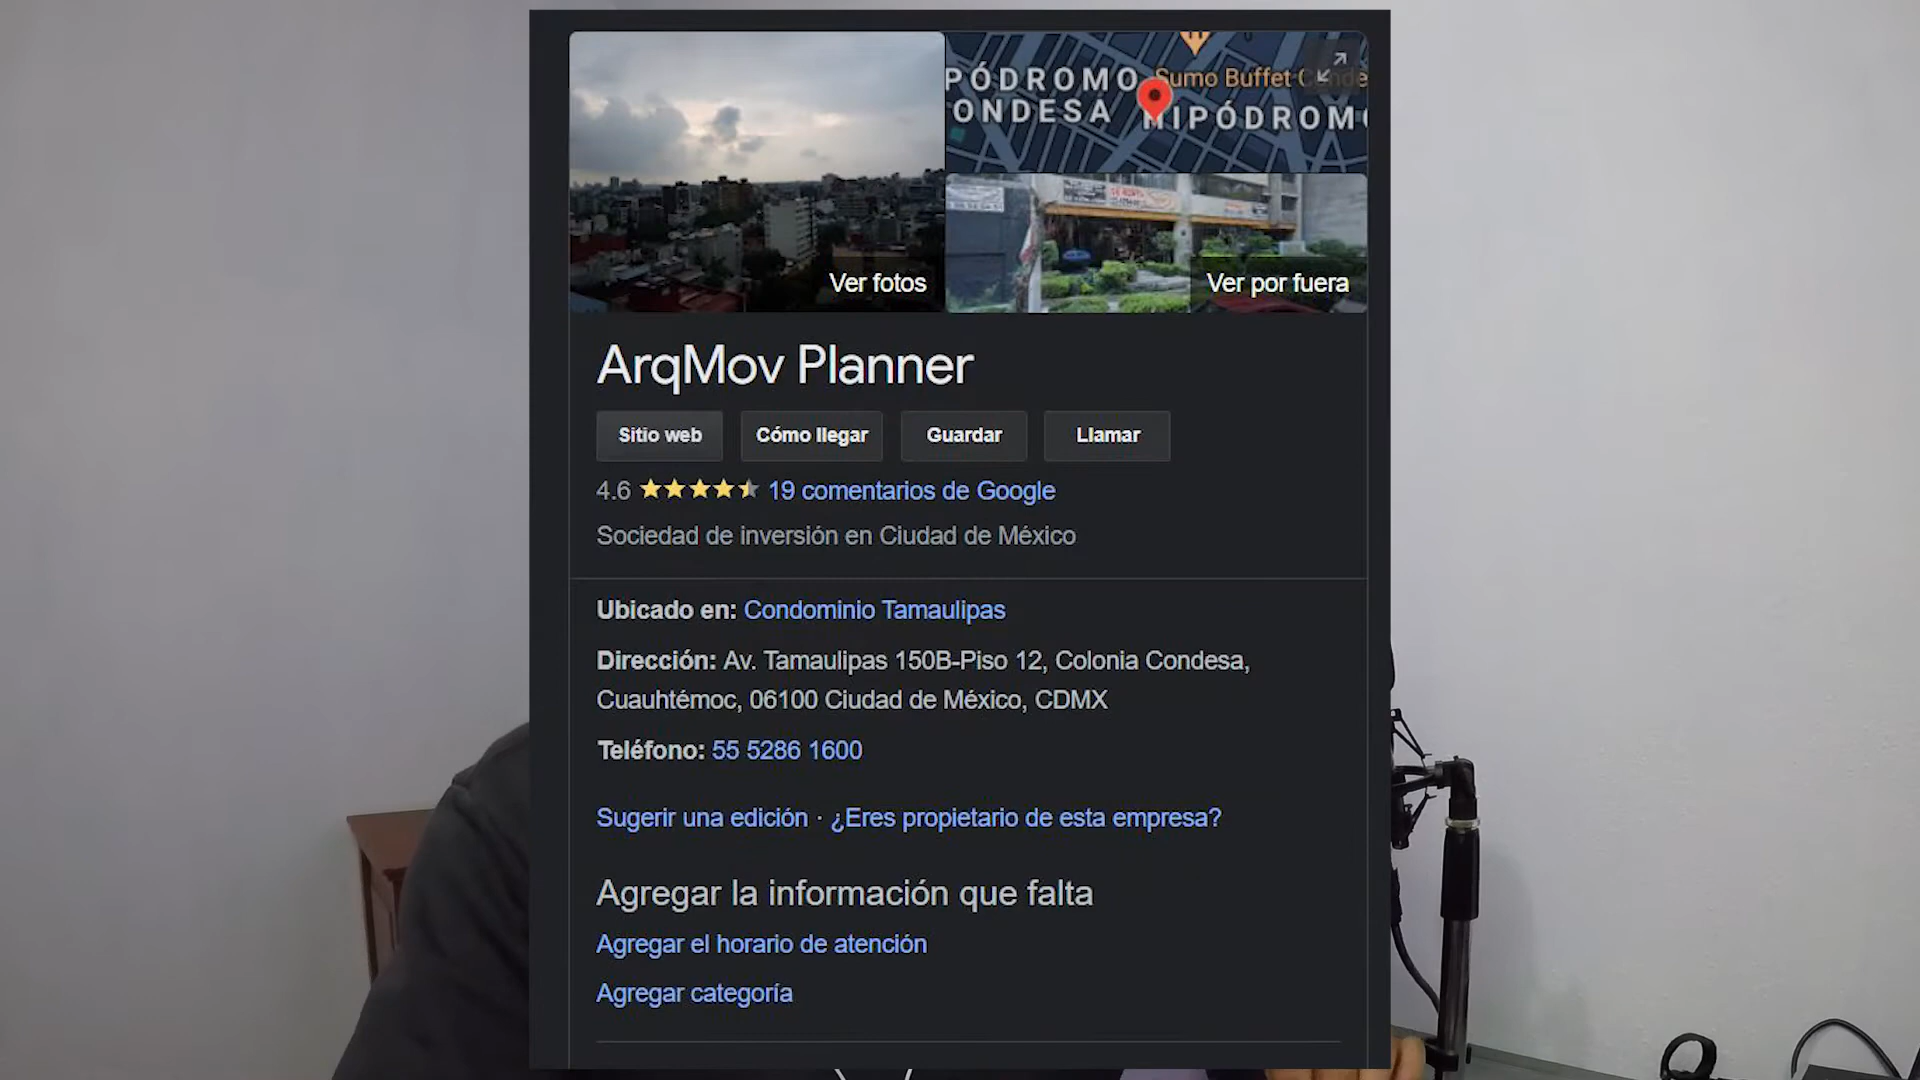 PÓDROMO
ONDESA
Sumo Buffet Conde
HIPÓDROMO
Ver fotos
Ver por fuera
ArqMov Planner
Sitio web
Cómo llegar
Guardar
Llamar
4.6 19 comentarios de Google
Sociedad de inversión en Ciudad de México
Ubicado en: Condominio Tamaulipas
Dirección: Av. Tamaulipas 150B-Piso 12, Colonia Condesa,
Cuauhtémoc, 06100 Ciudad de México, CDMX
Teléfono: 55 5286 1600
Sugerir una edición · ¿Eres propietario de esta empresa?
Agregar la información que falta
Agregar el horario de atención
Agregar categoría